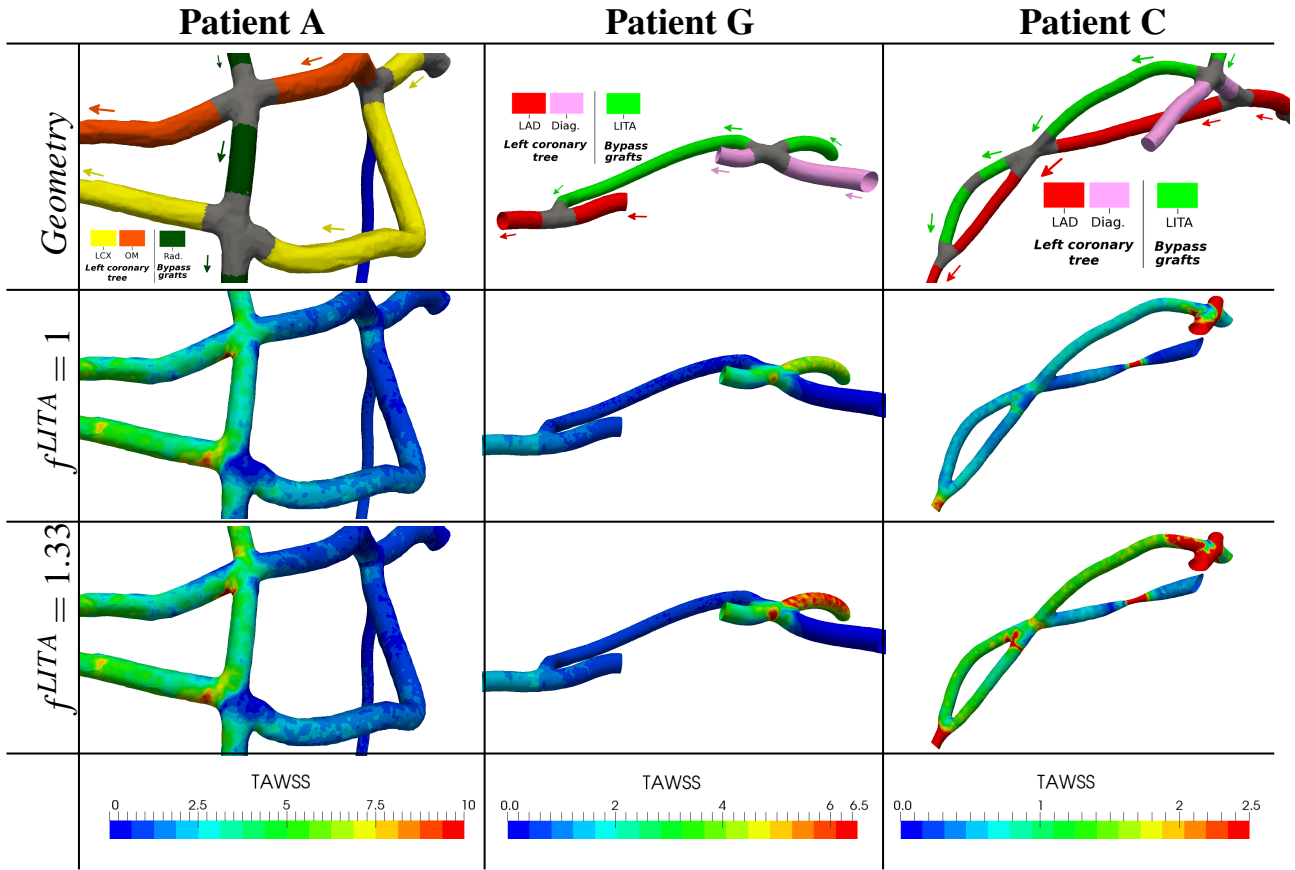 Patient A Patient G Patient C
Geometry
LCX OM Rad.
Left coronary tree Bypass grafts
LAD Diag. LITA
Left coronary tree Bypass grafts
LAD Diag. LITA
Left coronary tree Bypass grafts
f^LITA = 1
f^LITA = 1.33
TAWSS
0 2.5 5 7.5 10
TAWSS
0.0 2 4 6 6.5
TAWSS
0.0 1 2 2.5